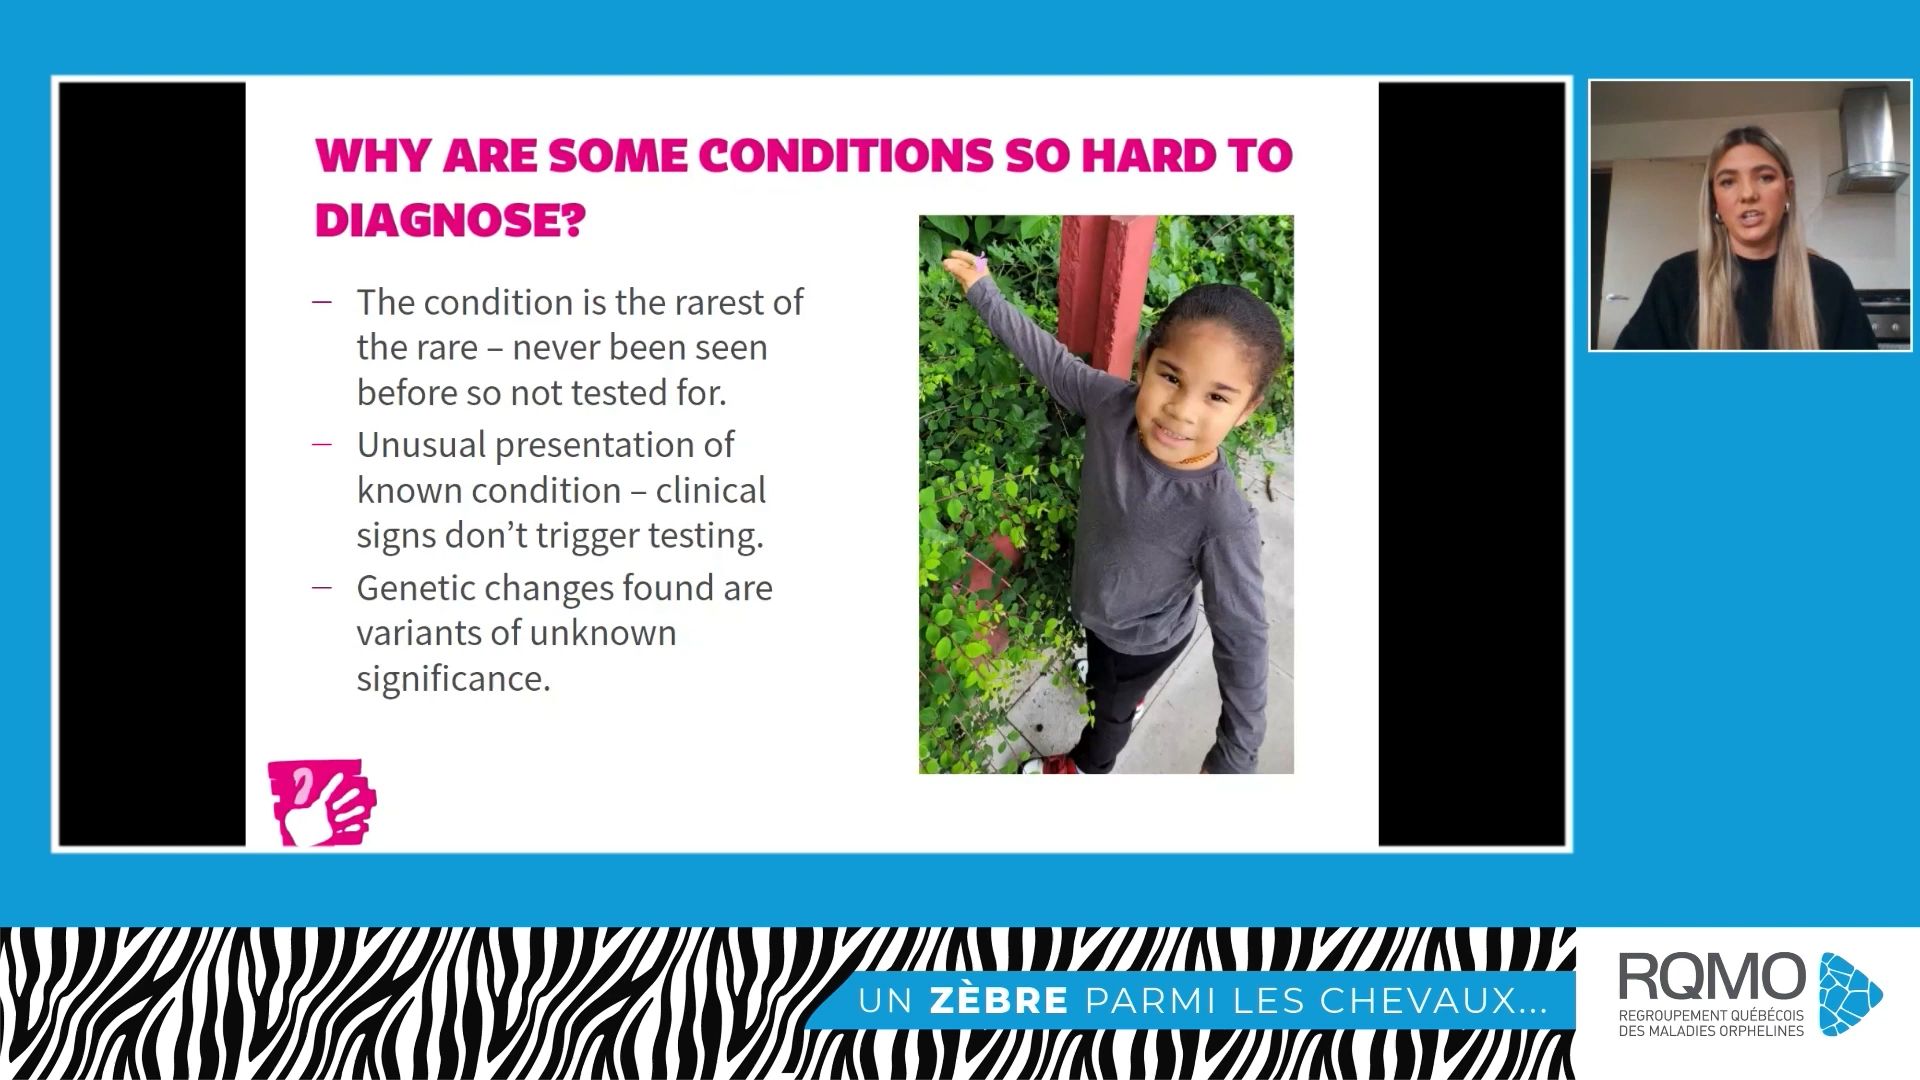 WHY ARE SOME CONDITIONS SO HARD TO
DIAGNOSE?
– The condition is the rarest of
the rare – never been seen
before so not tested for.
– Unusual presentation of
known condition – clinical
signs don’t trigger testing.
– Genetic changes found are
variants of unknown
significance.
UN ZÈBRE PARMI LES CHEVAUX...
RQMO
REGROUPEMENT QUÉBÉCOIS
DES MALADIES ORPHELINES